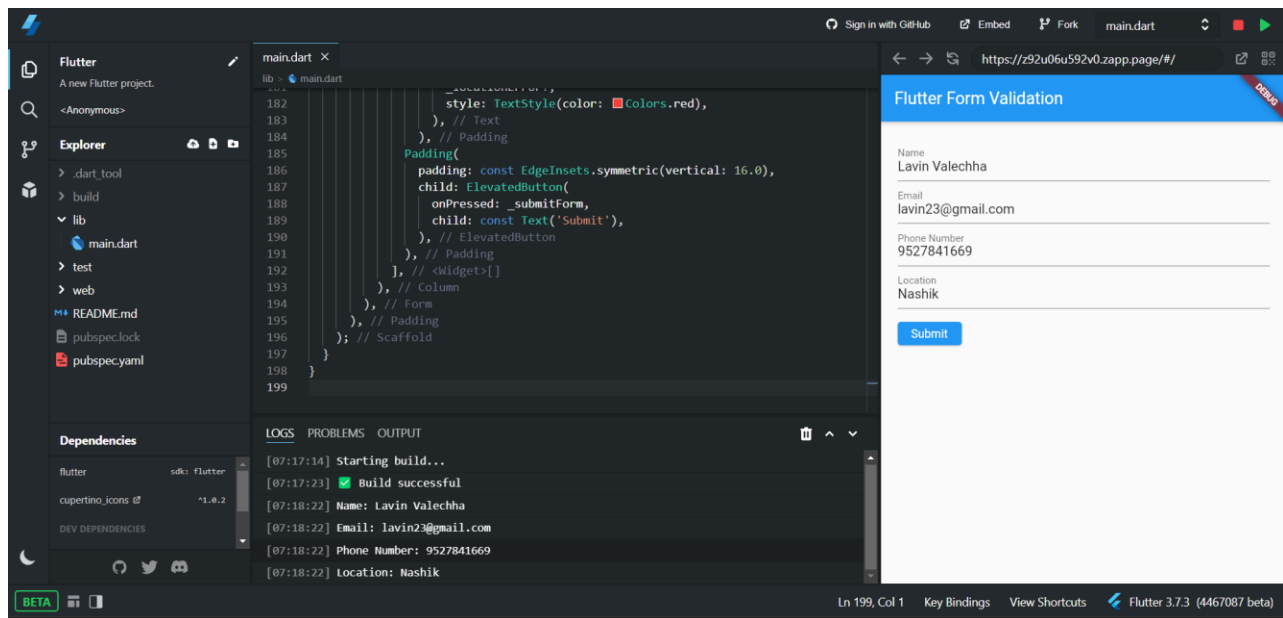 Sign in with GitHub Embed Fork main.dart
Flutter
A new Flutter project.
<Anonymous>
Explorer
.dart_tool
build
lib
main.dart
test
web
README.md
pubspec.lock
pubspec.yaml
Dependencies
flutter sdk: flutter
cupertino_icons ^1.0.2
DEV DEPENDENCIES
main.dart ×
lib > main.dart
181 _locationError!,
182 style: TextStyle(color: Colors.red),
183 ), // Text
184 ), // Padding
185 Padding(
186 padding: const EdgeInsets.symmetric(vertical: 16.0),
187 child: ElevatedButton(
188 onPressed: _submitForm,
189 child: const Text('Submit'),
190 ), // ElevatedButton
191 ), // Padding
192 ], // <Widget>[]
193 ), // Column
194 ), // Form
195 ), // Padding
196 ); // Scaffold
197 }
198 }
199
LOGS PROBLEMS OUTPUT
[07:17:14] Starting build...
[07:17:23] ✅ Build successful
[07:18:22] Name: Lavin Valechha
[07:18:22] Email: lavin23@gmail.com
[07:18:22] Phone Number: 9527841669
[07:18:22] Location: Nashik
https://z92u06u592v0.zapp.page/#/
Flutter Form Validation
DEBUG
Name
Lavin Valechha
Email
lavin23@gmail.com
Phone Number
9527841669
Location
Nashik
Submit
BETA
Ln 199, Col 1 Key Bindings View Shortcuts Flutter 3.7.3 (4467087 beta)